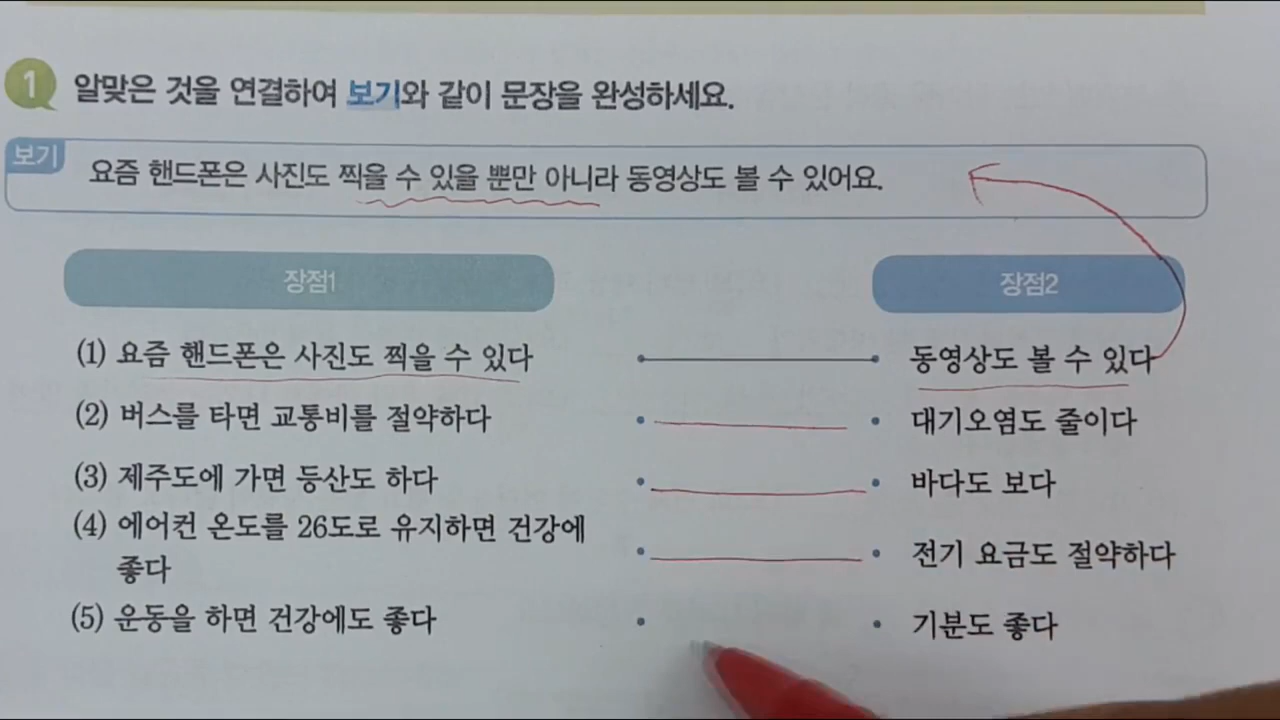 1 알맞은 것을 연결하여 보기와 같이 문장을 완성하세요.
보기
요즘 핸드폰은 사진도 찍을 수 있을 뿐만 아니라 동영상도 볼 수 있어요.
장점1 장점2
(1) 요즘 핸드폰은 사진도 찍을 수 있다 동영상도 볼 수 있다
(2) 버스를 타면 교통비를 절약하다 대기오염도 줄이다
(3) 제주도에 가면 등산도 하다 바다도 보다
(4) 에어컨 온도를 26도로 유지하면 건강에
좋다 전기 요금도 절약하다
(5) 운동을 하면 건강에도 좋다 기분도 좋다